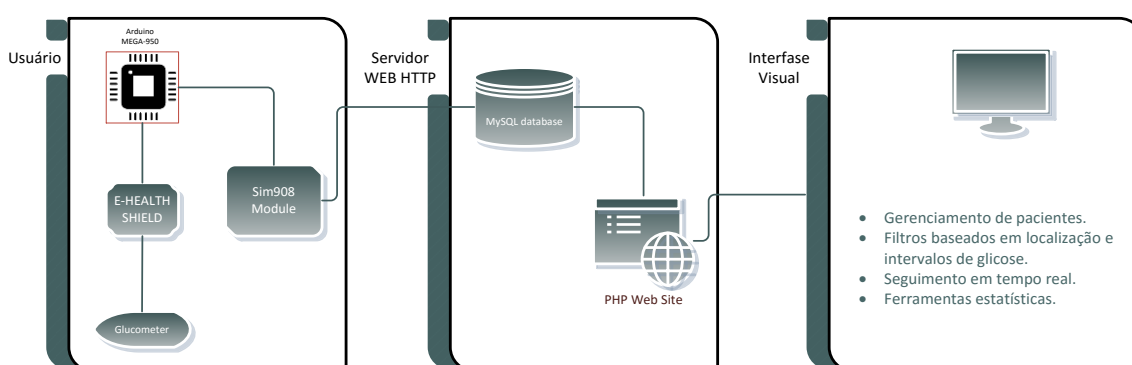 Usuário
Arduino
MEGA-950
E-HEALTH
SHIELD
Glucometer
Sim908
Module
Servidor
WEB HTTP
MySQL database
PHP Web Site
Interfase
Visual
• Gerenciamento de pacientes.
• Filtros baseados em localização e
intervalos de glicose.
• Seguimento em tempo real.
• Ferramentas estatísticas.